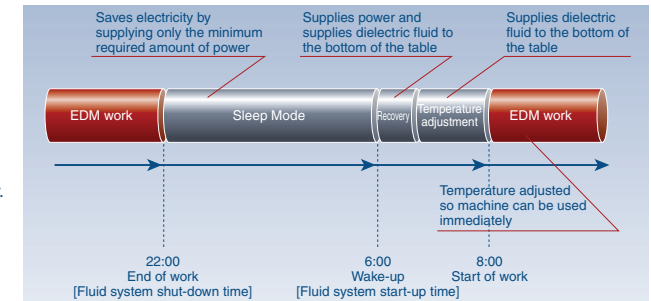 Saves electricity by
supplying only the minimum
required amount of power
Supplies power and
supplies dielectric fluid to
the bottom of the table
Supplies dielectric
fluid to the bottom of
the table
EDM work
Sleep Mode
Recovery
Temperature
adjustment
EDM work
Temperature adjusted
so machine can be used
immediately
22:00
End of work
[Fluid system shut-down time]
6:00
Wake-up
[Fluid system start-up time]
8:00
Start of work